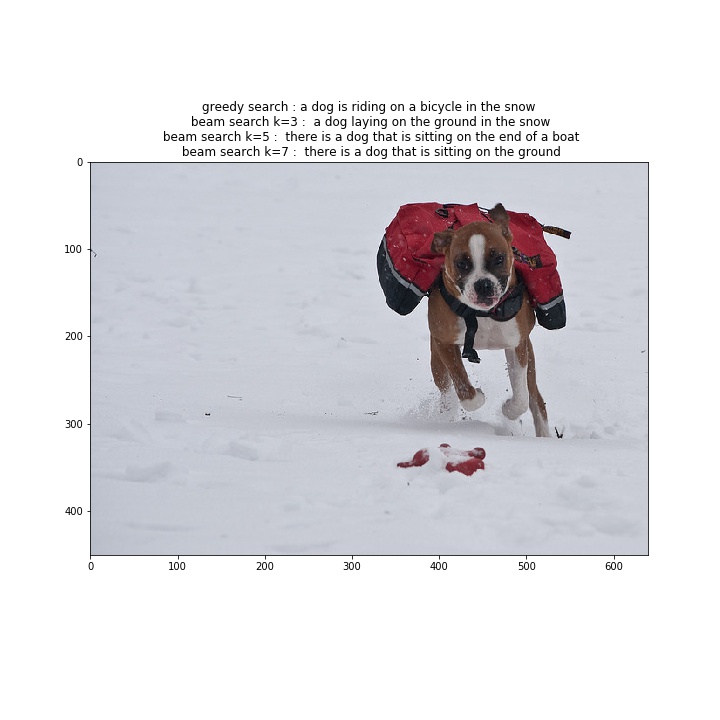 greedy search : a dog is riding on a bicycle in the snow
beam search k=3 :  a dog laying on the ground in the snow
beam search k=5 :  there is a dog that is sitting on the end of a boat
beam search k=7 :  there is a dog that is sitting on the ground
0
100
200
300
400
0 100 200 300 400 500 600